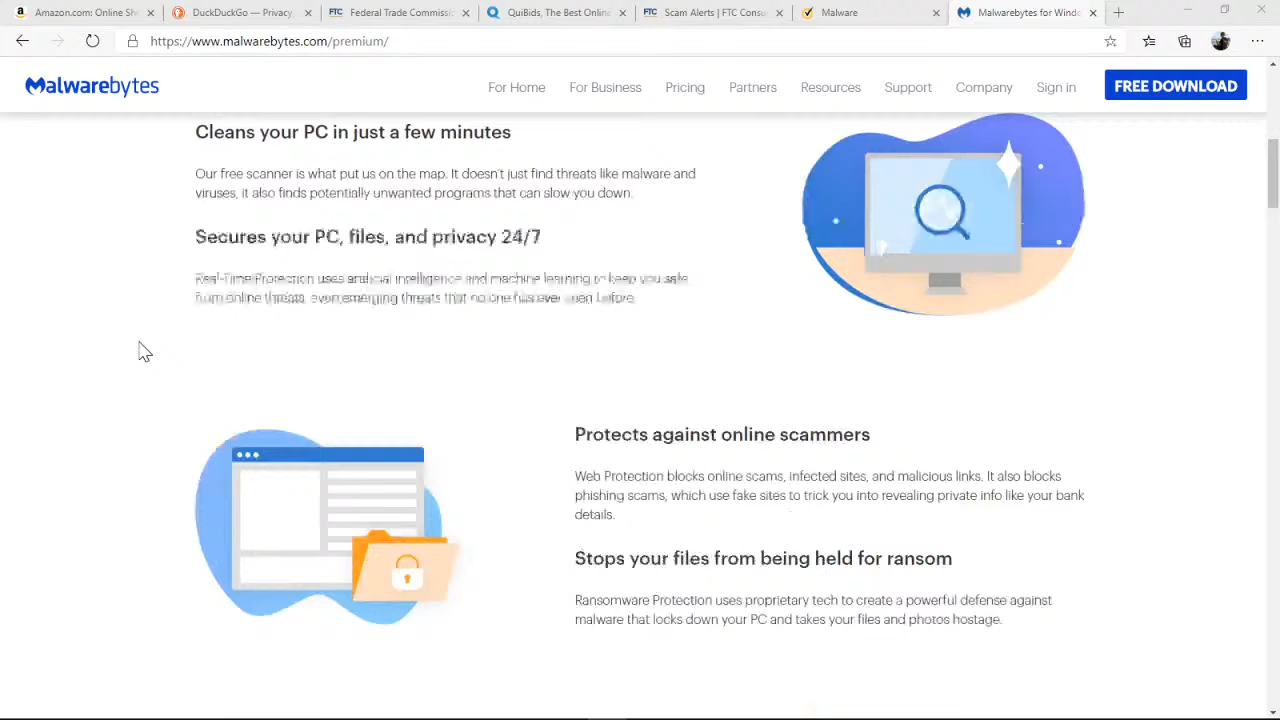 Amazon.com: Online Sh
DuckDuckGo — Privacy,
FTC Federal Trade Commissi
QuiBids, The Best Online
FTC Scam Alerts | FTC Consu
Malware
Malwarebytes for Windo
https://www.malwarebytes.com/premium/
Malwarebytes
For Home
For Business
Pricing
Partners
Resources
Support
Company
Sign in
FREE DOWNLOAD
Cleans your PC in just a few minutes
Our free scanner is what put us on the map. It doesn't just find threats like malware and
viruses, it also finds potentially unwanted programs that can slow you down.
Secures your PC, files, and privacy 24/7
Real-Time Protection uses artificial intelligence and machine learning to keep you safe
from online threats, even emerging threats that no one has ever seen before.
Protects against online scammers
Web Protection blocks online scams, infected sites, and malicious links. It also blocks
phishing scams, which use fake sites to trick you into revealing private info like your bank
details.
Stops your files from being held for ransom
Ransomware Protection uses proprietary tech to create a powerful defense against
malware that locks down your PC and takes your files and photos hostage.